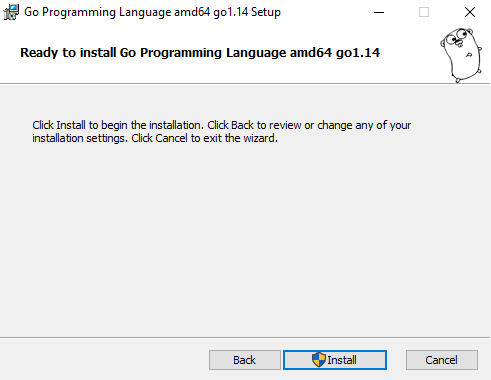 Go Programming Language amd64 go1.14 Setup
Ready to install Go Programming Language amd64 go1.14
Click Install to begin the installation. Click Back to review or change any of your
installation settings. Click Cancel to exit the wizard.
Back
Install
Cancel